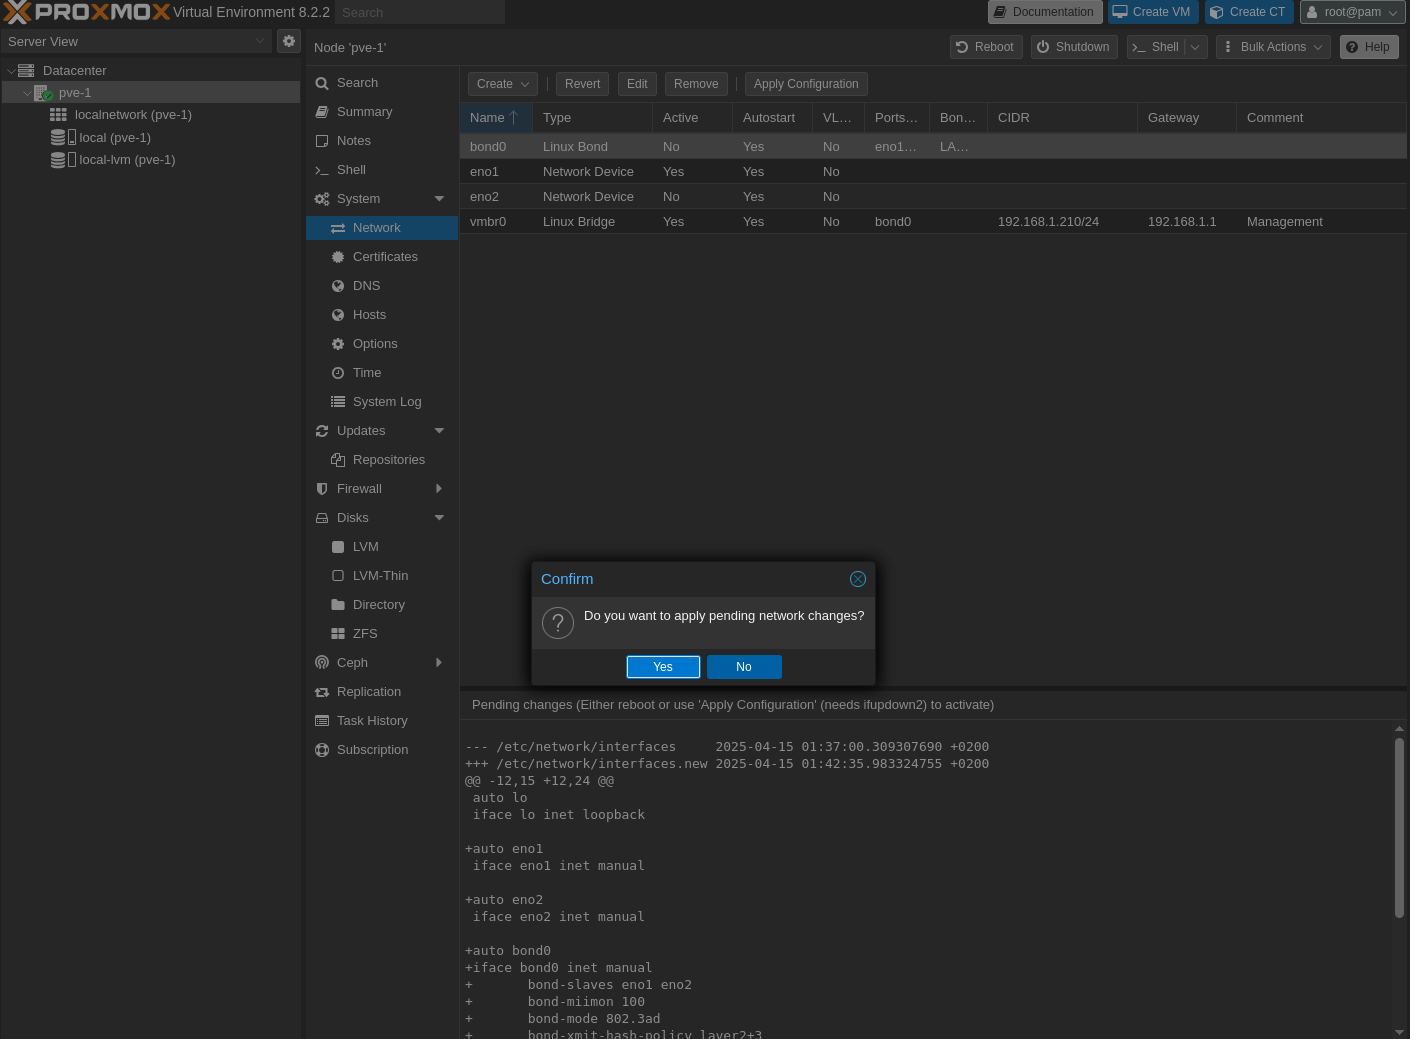 PROXMOX Virtual Environment 8.2.2 Search Documentation Create VM Create CT root@pam
Server View
Node 'pve-1' Reboot Shutdown Shell Bulk Actions Help
Datacenter
pve-1
localnetwork (pve-1)
local (pve-1)
local-lvm (pve-1)
Search
Summary
Notes
Shell
System
Network
Certificates
DNS
Hosts
Options
Time
System Log
Updates
Repositories
Firewall
Disks
LVM
LVM-Thin
Directory
ZFS
Ceph
Replication
Task History
Subscription
Create Revert Edit Remove Apply Configuration
Name Type Active Autostart VL... Ports... Bon... CIDR Gateway Comment
bond0 Linux Bond No Yes No eno1... LA...
eno1 Network Device Yes Yes No
eno2 Network Device No Yes No
vmbr0 Linux Bridge Yes Yes No bond0 192.168.1.210/24 192.168.1.1 Management
Confirm
Do you want to apply pending network changes?
Yes No
Pending changes (Either reboot or use 'Apply Configuration' (needs ifupdown2) to activate)
--- /etc/network/interfaces 2025-04-15 01:37:00.309307690 +0200
+++ /etc/network/interfaces.new 2025-04-15 01:42:35.983324755 +0200
@@ -12,15 +12,24 @@
auto lo
iface lo inet loopback
+auto eno1
iface eno1 inet manual
+auto eno2
iface eno2 inet manual
+auto bond0
+iface bond0 inet manual
+ bond-slaves eno1 eno2
+ bond-miimon 100
+ bond-mode 802.3ad
+ bond-xmit-hash-policy layer2+3